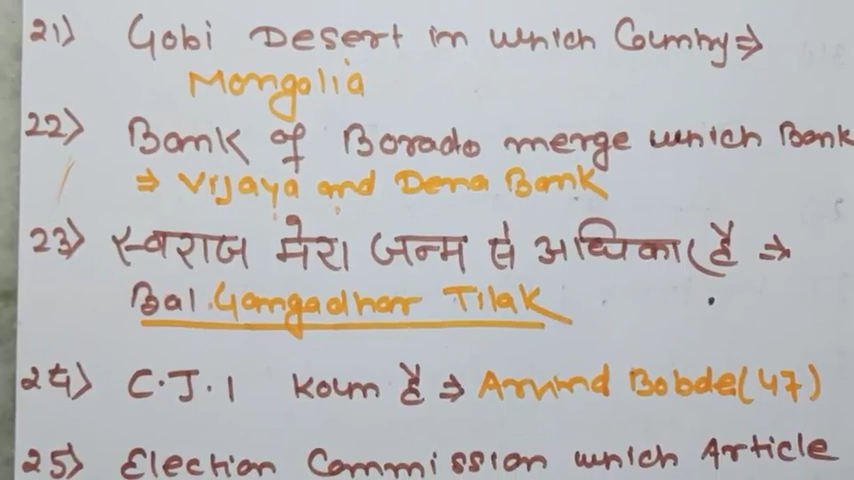 21) Gobi Desert in which Country ⇒
Mongolia
22) Bank of Borado merge which Bank
⇒ Vijaya and Dena Bank
23) स्वराज मेरा जन्म से अधिकार है ⇒
Bal Gangadhar Tilak
24) C.J.I Koun है ⇒ Arvind Bobde (47)
25) Election Commission which Article